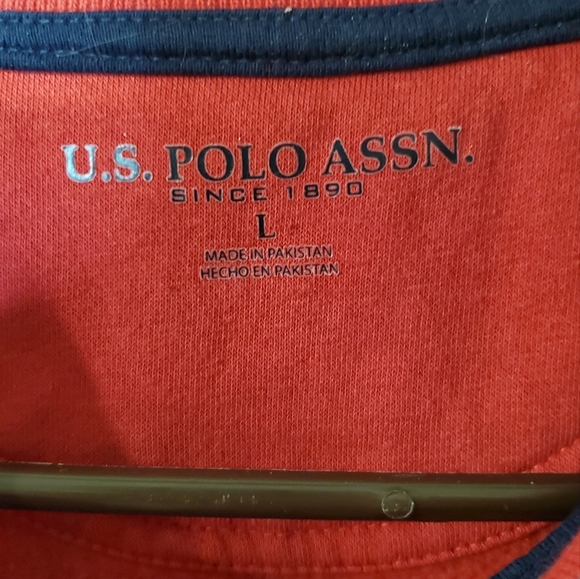 U.S. POLO ASSN.
SINCE 1890
L
MADE IN PAKISTAN
HECHO EN PAKISTAN